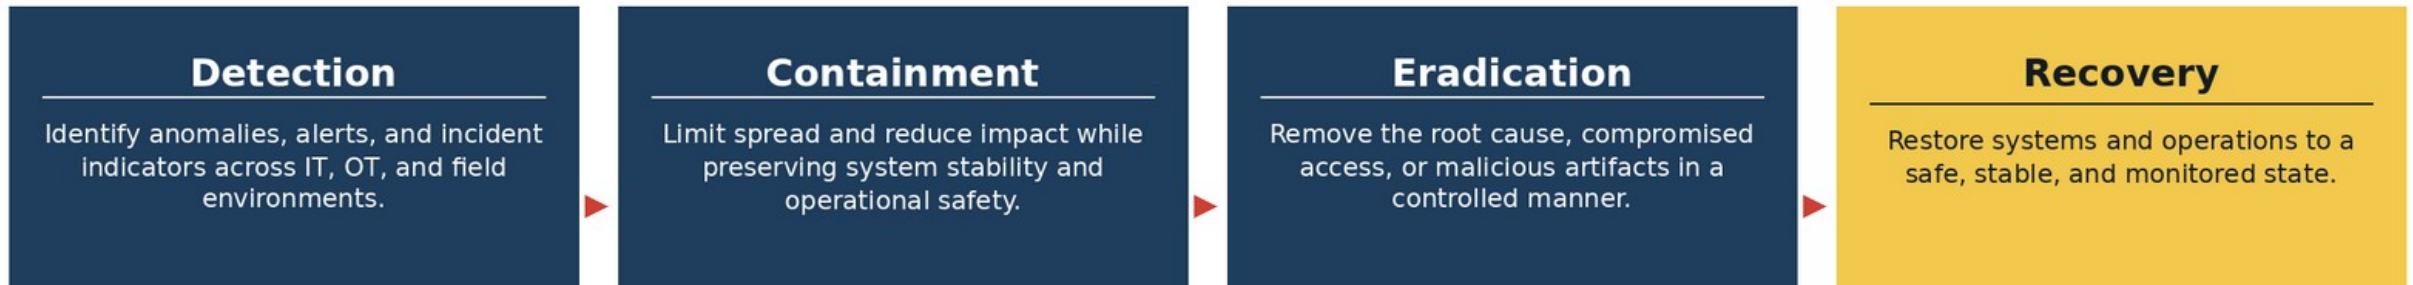 Detection
Identify anomalies, alerts, and incident
indicators across IT, OT, and field
environments.
Containment
Limit spread and reduce impact while
preserving system stability and
operational safety.
Eradication
Remove the root cause, compromised
access, or malicious artifacts in a
controlled manner.
Recovery
Restore systems and operations to a
safe, stable, and monitored state.